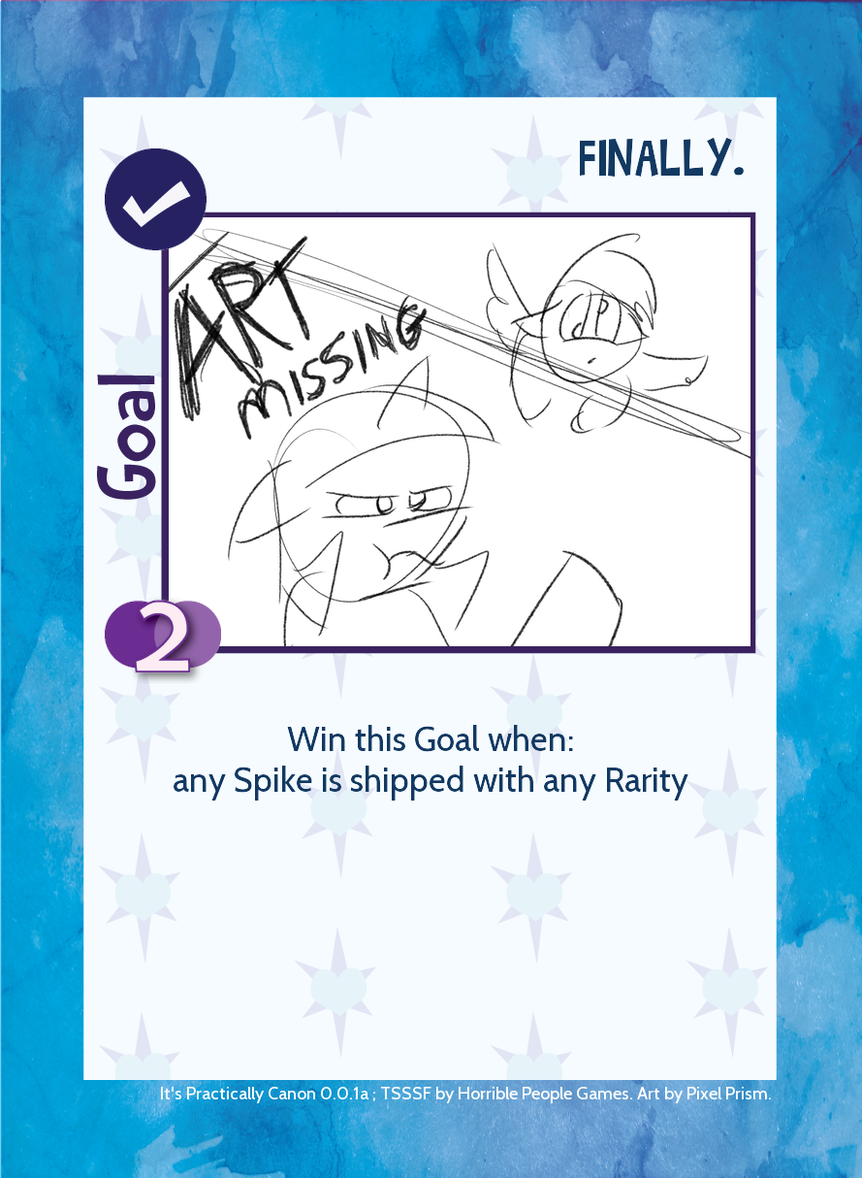 FINALLY.
ART
MISSING
Goal
2
Win this Goal when:
any Spike is shipped with any Rarity
It's Practically Canon 0.0.1a ; TSSSF by Horrible People Games. Art by Pixel Prism.